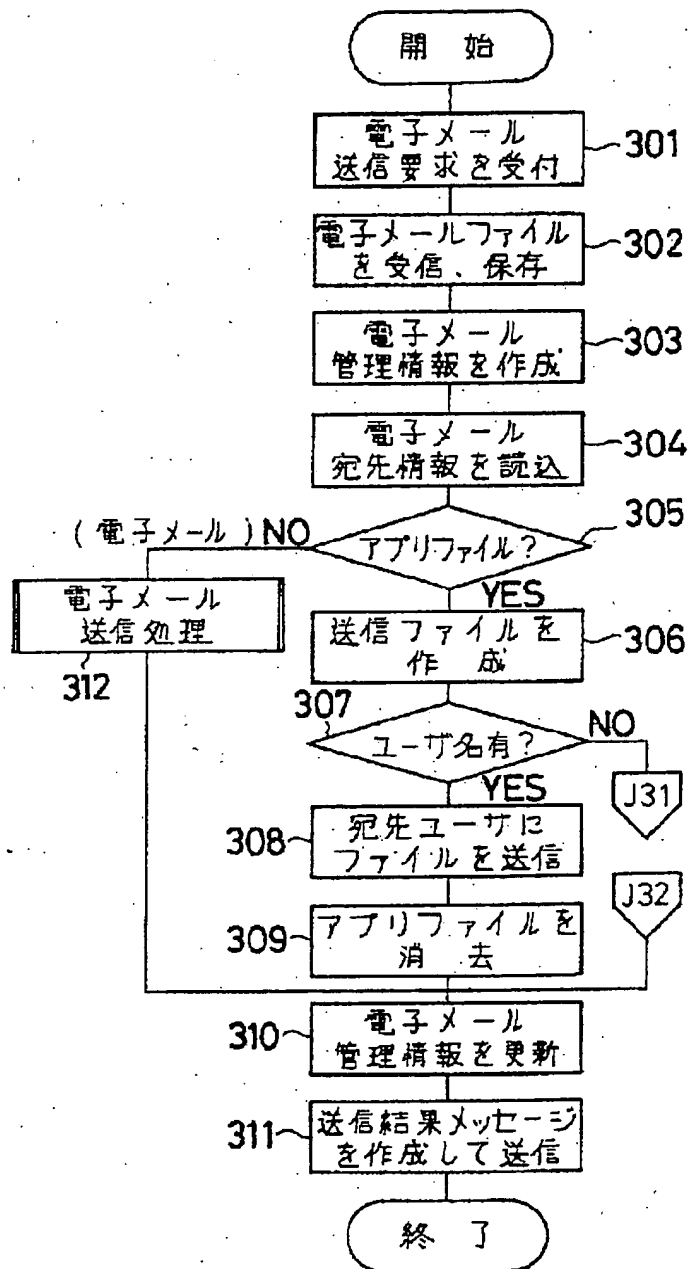 開 始
電子メール
送信要求を受付
301
電子メールファイル
を受信、保存
302
電子メール
管理情報を作成
303
電子メール
宛先情報を読込
304
305
(電子メール) NO
アプリファイル?
YES
電子メール
送信処理
312
送信ファイルを
作 成
306
307
ユーザ名有?
NO
J31
YES
308
宛先ユーザに
ファイルを送信
J32
309
アプリファイルを
消 去
310
電子メール
管理情報を更新
311
送信結果メッセージ
を作成して送信
終 了